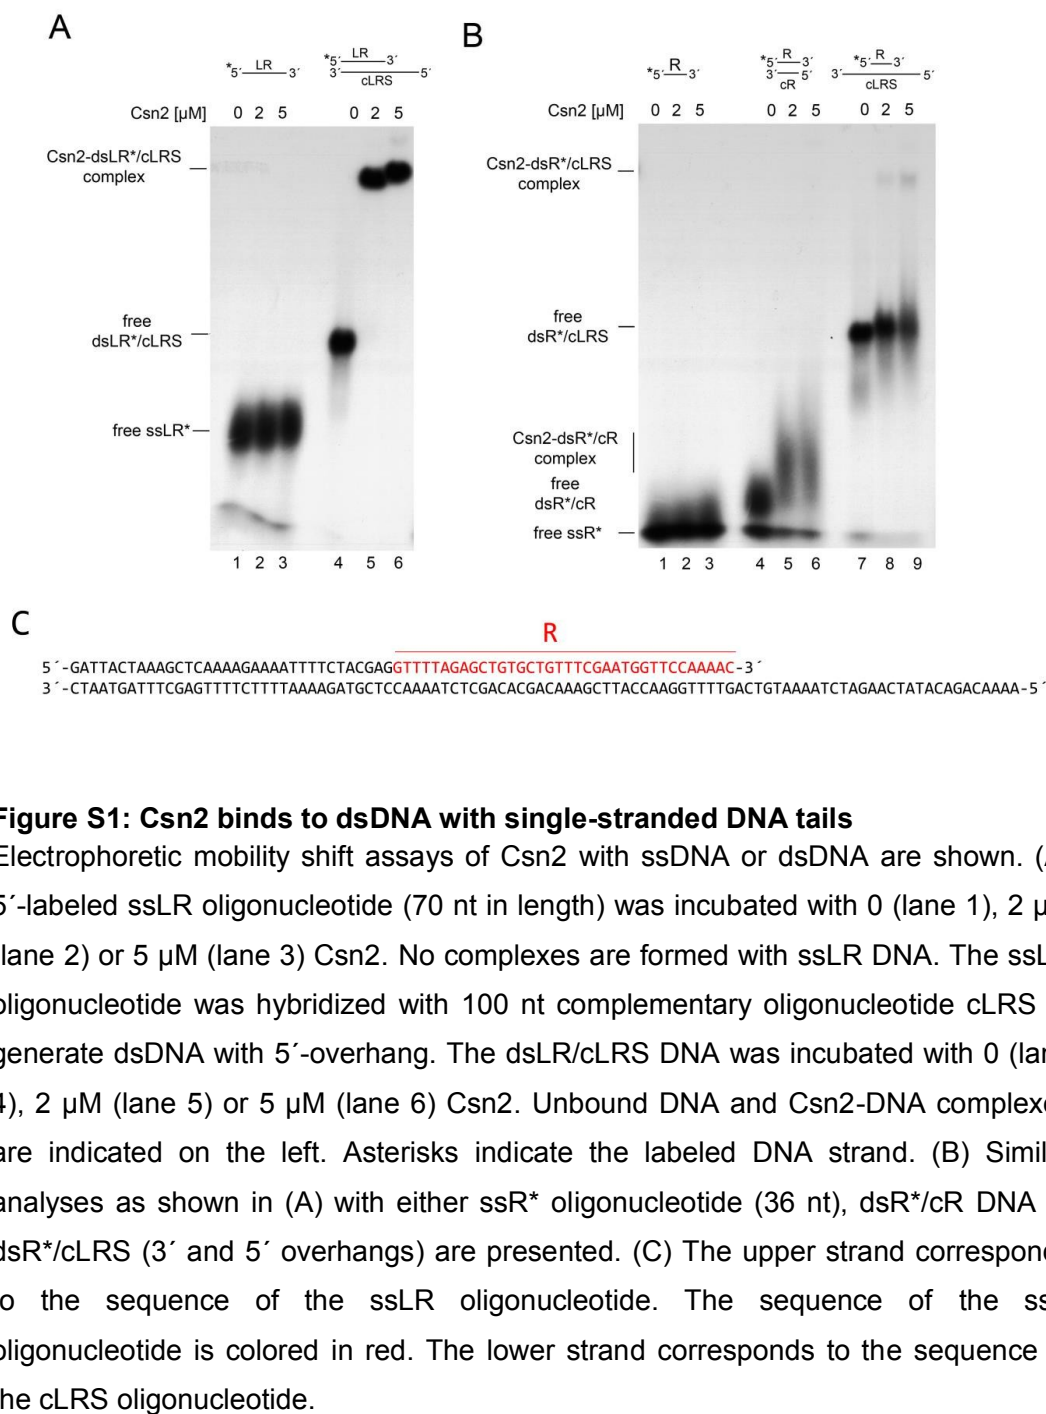 A
B
*5´ LR 3´
*5´ LR 3´
3´ cLRS 5´
*5´ R 3´
*5´ R 3´
3´ cR 5´
*5´ R 3´
3´ cLRS 5´
Csn2 [µM] 0 2 5 0 2 5
Csn2 [µM] 0 2 5 0 2 5 0 2 5
Csn2-dsLR*/cLRS
complex
free
dsLR*/cLRS
free ssLR*
1 2 3 4 5 6
Csn2-dsR*/cLRS
complex
free
dsR*/cLRS
Csn2-dsR*/cR
complex
free
dsR*/cR
free ssR*
1 2 3 4 5 6 7 8 9
C
R
5´-GATTACTAAAGCTCAAAAGAAAATTTTCTACGAGGTTTTAGAGCTGTGCTGTTTCGAATGGTTCCAAAAC-3´
3´-CTAATGATTTCGAGTTTTCTTTTAAAAGATGCTCCAAAATCTCGACACGACAAAGCTTACCAAGGTTTTGACTGTAAAATCTAGAACTATACAGACAAAA-5´
Figure S1: Csn2 binds to dsDNA with single-stranded DNA tails
Electrophoretic mobility shift assays of Csn2 with ssDNA or dsDNA are shown. (A
5´-labeled ssLR oligonucleotide (70 nt in length) was incubated with 0 (lane 1), 2 µ
lane 2) or 5 µM (lane 3) Csn2. No complexes are formed with ssLR DNA. The ssL
oligonucleotide was hybridized with 100 nt complementary oligonucleotide cLRS
generate dsDNA with 5´-overhang. The dsLR/cLRS DNA was incubated with 0 (lan
4), 2 µM (lane 5) or 5 µM (lane 6) Csn2. Unbound DNA and Csn2-DNA complexe
are indicated on the left. Asterisks indicate the labeled DNA strand. (B) Simil
analyses as shown in (A) with either ssR* oligonucleotide (36 nt), dsR*/cR DNA
dsR*/cLRS (3´ and 5´ overhangs) are presented. (C) The upper strand correspond
o the sequence of the ssLR oligonucleotide. The sequence of the ss
oligonucleotide is colored in red. The lower strand corresponds to the sequence
the cLRS oligonucleotide.